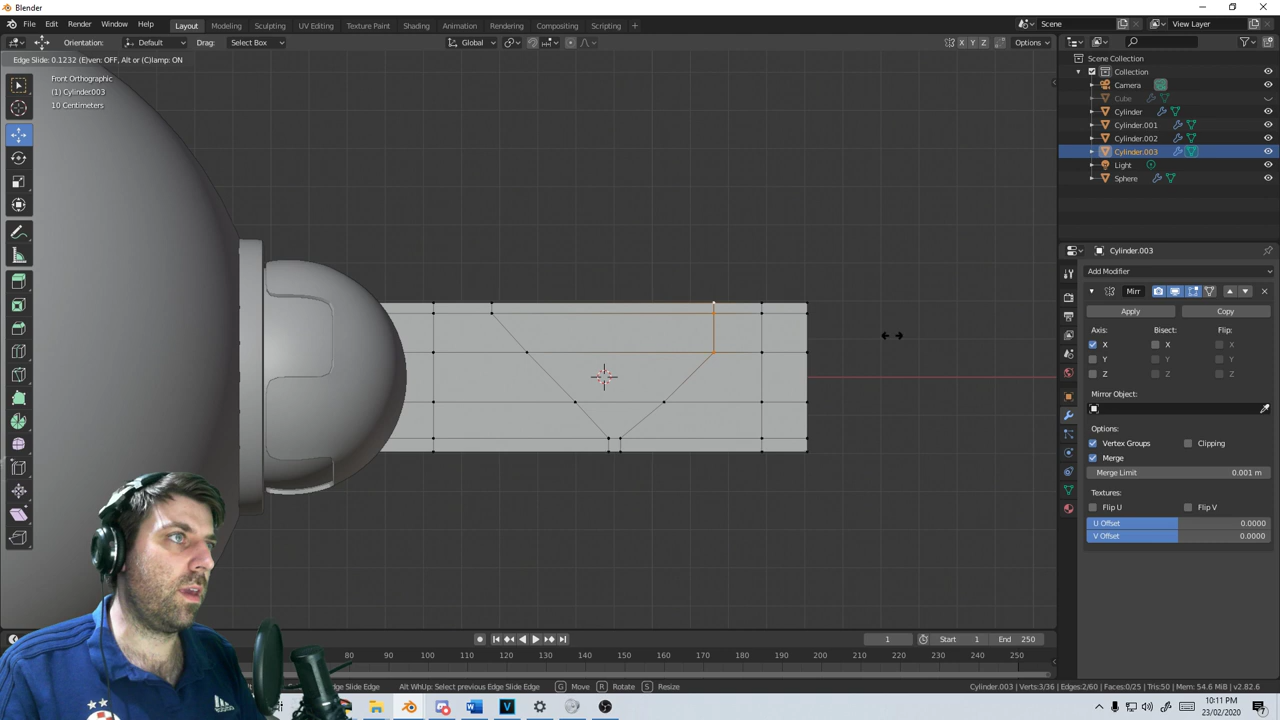 Blender
File Edit Render Window Help Layout Modeling Sculpting UV Editing Texture Paint Shading Animation Rendering Compositing Scripting + Scene View Layer
Orientation: Default Drag: Select Box Global X Y Z Options
Edge Slide: 0.1232 (E)ven: OFF, Alt or (C)lamp: ON
Front Orthographic
(1) Cylinder.003
10 Centimeters
Scene Collection
Collection
Camera
Cube
Cylinder
Cylinder.001
Cylinder.002
Cylinder.003
Light
Sphere
Cylinder.003
Add Modifier
Mirr
Apply Copy
Axis: Bisect: Flip:
X X X
Y Y Y
Z Z Z
Mirror Object:
Options:
Vertex Groups Clipping
Merge
Merge Limit 0.001 m
Textures:
Flip U Flip V
U Offset 0.0000
V Offset 0.0000
1 Start 1 End 250
80 90 100 110 120 130 140 150 160 170 180 190 200 210 220 230 240 250
Edge Slide Edge Alt WhUp: Select previous Edge Slide Edge G Move R Rotate S Resize Cylinder.003 | Verts:3/36 | Edges:2/60 | Faces:0/25 | Tris:50 | Mem: 54.6 MiB | v2.82.6
10:11 PM
23/02/2020